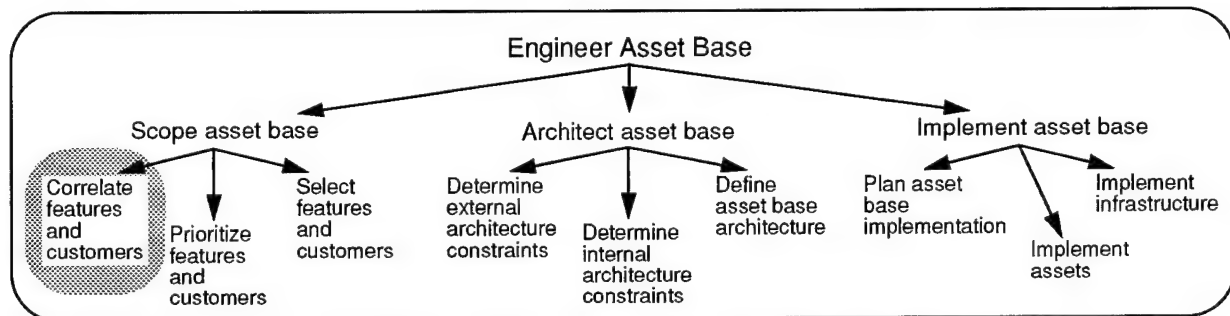 Engineer Asset Base
Scope asset base
Architect asset base
Implement asset base
Correlate
features
and
customers
Prioritize
features
and
customers
Select
features
and
customers
Determine
external
architecture
constraints
Determine
internal
architecture
constraints
Define
asset base
architecture
Plan asset
base
implementation
Implement
assets
Implement
infrastructure